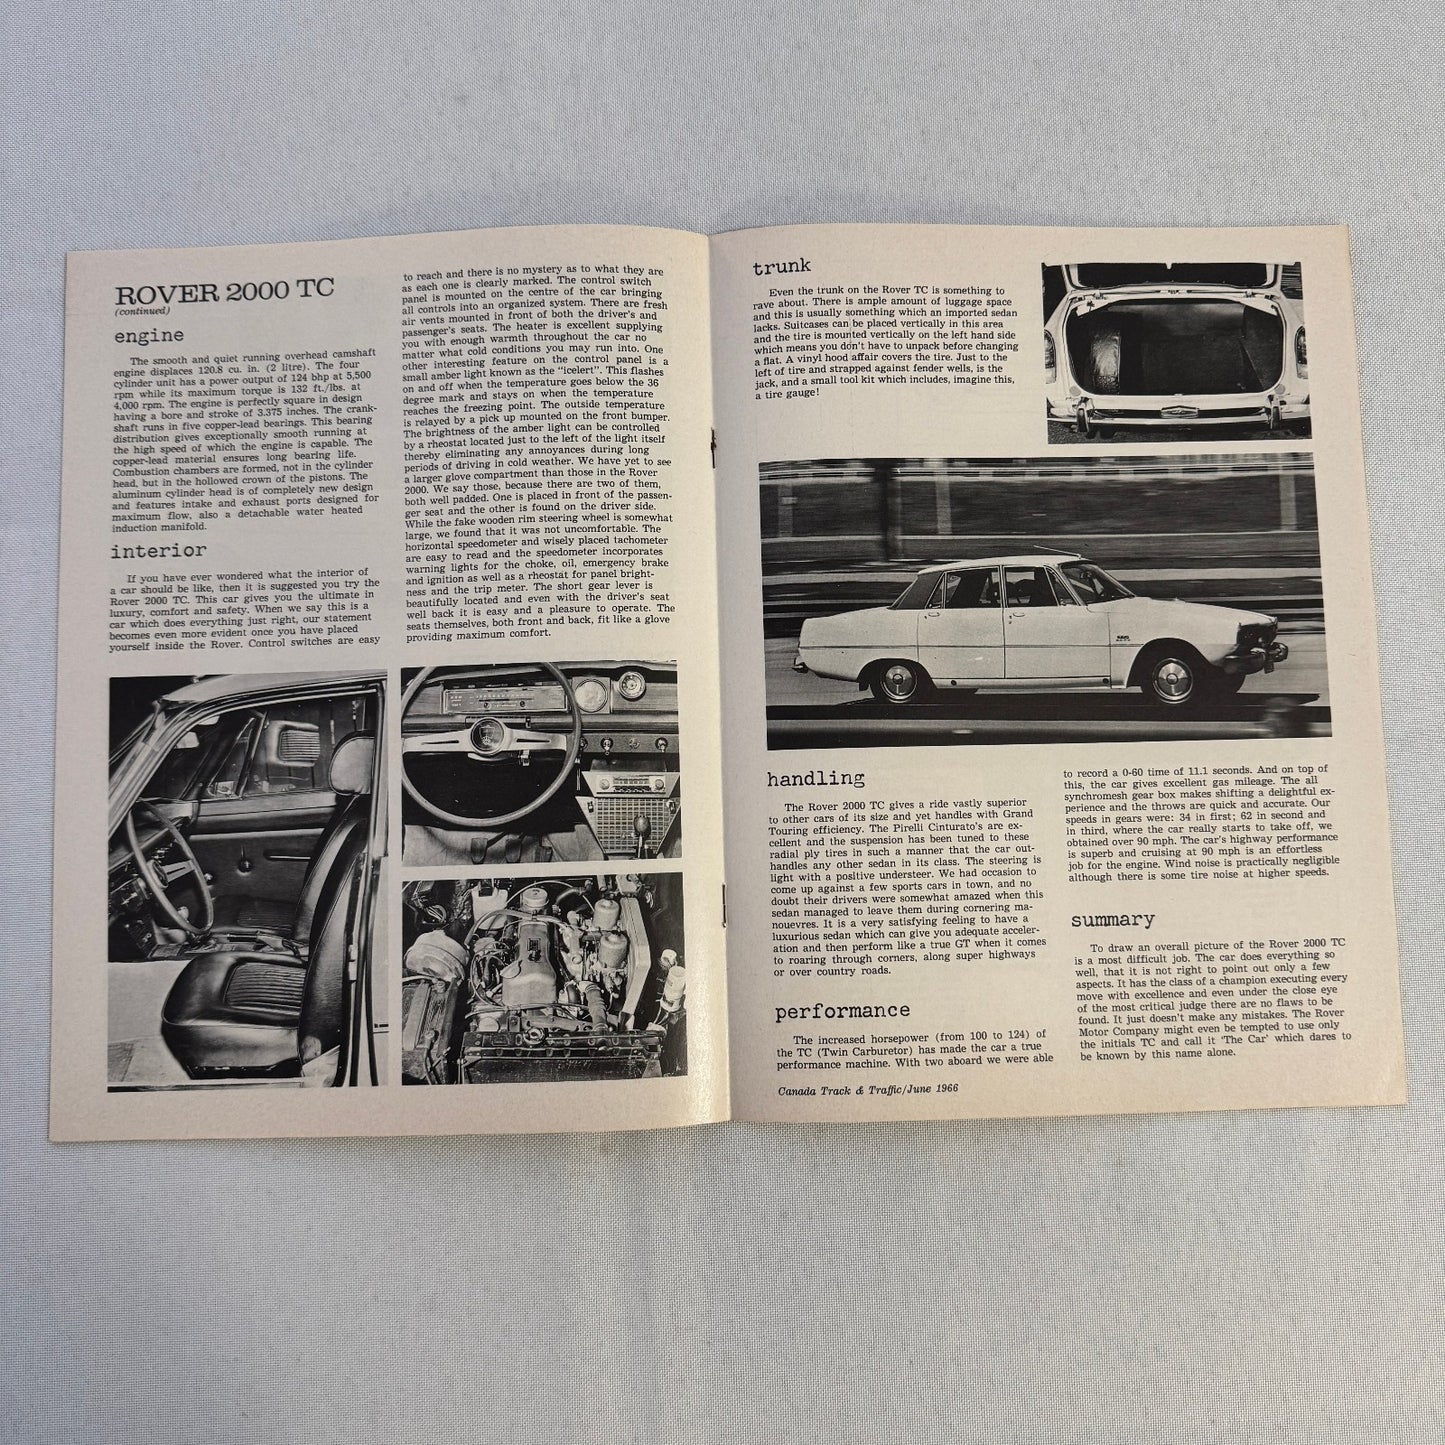 ROVER 2000 TC
(continued)
engine
The smooth and quiet running overhead camshaft
engine displaces 120.8 cu. in. (2 litre). The four
cylinder unit has a power output of 124 bhp at 5,500
rpm while its maximum torque is 132 ft./lbs. at
4,000 rpm. The engine is perfectly square in design
having a bore and stroke of 3.375 inches. The crank-
shaft runs in five copper-lead bearings. This bearing
distribution gives exceptionally smooth running at
the high speed of which the engine is capable. The
copper-lead material ensures long bearing life.
Combustion chambers are formed, not in the cylinder
head, but in the hollowed crown of the pistons. The
aluminum cylinder head is of completely new design
and features intake and exhaust ports designed for
maximum flow, also a detachable water heated
induction manifold.
interior
If you have ever wondered what the interior of
a car should be like, then it is suggested you try the
Rover 2000 TC. This car gives you the ultimate in
luxury, comfort and safety. When we say this is a
car which does everything just right, our statement
becomes even more evident once you have placed
yourself inside the Rover. Control switches are easy
to reach and there is no mystery as to what they are
as each one is clearly marked. The control switch
panel is mounted on the centre of the car bringing
all controls into an organized system. There are fresh
air vents mounted in front of both the driver's and
passenger's seats. The heater is excellent supplying
you with enough warmth throughout the car no
matter what cold conditions you may run into. One
other interesting feature on the control panel is a
small amber light known as the "icelert". This flashes
on and off when the temperature goes below the 36
degree mark and stays on when the temperature
reaches the freezing point. The outside temperature
is relayed by a pick up mounted on the front bumper.
The brightness of the amber light can be controlled
by a rheostat located just to the left of the light itself
thereby eliminating any annoyances during long
periods of driving in cold weather. We have yet to see
a larger glove compartment than those in the Rover
2000. We say those, because there are two of them,
both well padded. One is placed in front of the passen-
ger seat and the other is found on the driver side.
While the fake wooden rim steering wheel is somewhat
large, we found that it was not uncomfortable. The
horizontal speedometer and wisely placed tachometer
are easy to read and the speedometer incorporates
warning lights for the choke, oil, emergency brake
and ignition as well as a rheostat for panel bright-
ness and the trip meter. The short gear lever is
beautifully located and even with the driver's seat
well back it is easy and a pleasure to operate. The
seats themselves, both front and back, fit like a glove
providing maximum comfort.
trunk
Even the trunk on the Rover TC is something to
rave about. There is ample amount of luggage space
and this is usually something which an imported sedan
lacks. Suitcases can be placed vertically in this area
and the tire is mounted vertically on the left hand side
which means you don't have to unpack before changing
a flat. A vinyl hood affair covers the tire. Just to the
left of tire and strapped against fender wells, is the
jack, and a small tool kit which includes, imagine this,
a tire gauge!
handling
The Rover 2000 TC gives a ride vastly superior
to other cars of its size and yet handles with Grand
Touring efficiency. The Pirelli Cinturato's are ex-
cellent and the suspension has been tuned to these
radial ply tires in such a manner that the car out-
handles any other sedan in its class. The steering is
light with a positive understeer. We had occasion to
come up against a few sports cars in town, and no
doubt their drivers were somewhat amazed when this
sedan managed to leave them during cornering ma-
nouevres. It is a very satisfying feeling to have a
luxurious sedan which can give you adequate acceler-
ation and then perform like a true GT when it comes
to roaring through corners, along super highways
or over country roads.
performance
The increased horsepower (from 100 to 124) of
the TC (Twin Carburetor) has made the car a true
performance machine. With two aboard we were able
to record a 0-60 time of 11.1 seconds. And on top of
this, the car gives excellent gas mileage. The all
synchromesh gear box makes shifting a delightful ex-
perience and the throws are quick and accurate. Our
speeds in gears were: 34 in first; 62 in second and
in third, where the car really starts to take off, we
obtained over 90 mph. The car's highway performance
is superb and cruising at 90 mph is an effortless
job for the engine. Wind noise is practically negligible
although there is some tire noise at higher speeds.
summary
To draw an overall picture of the Rover 2000 TC
is a most difficult job. The car does everything so
well, that it is not right to point out only a few
aspects. It has the class of a champion executing every
move with excellence and even under the close eye
of the most critical judge there are no flaws to be
found. It just doesn't make any mistakes. The Rover
Motor Company might even be tempted to use only
the initials TC and call it 'The Car' which dares to
be known by this name alone.
Canada Track & Traffic/June 1966